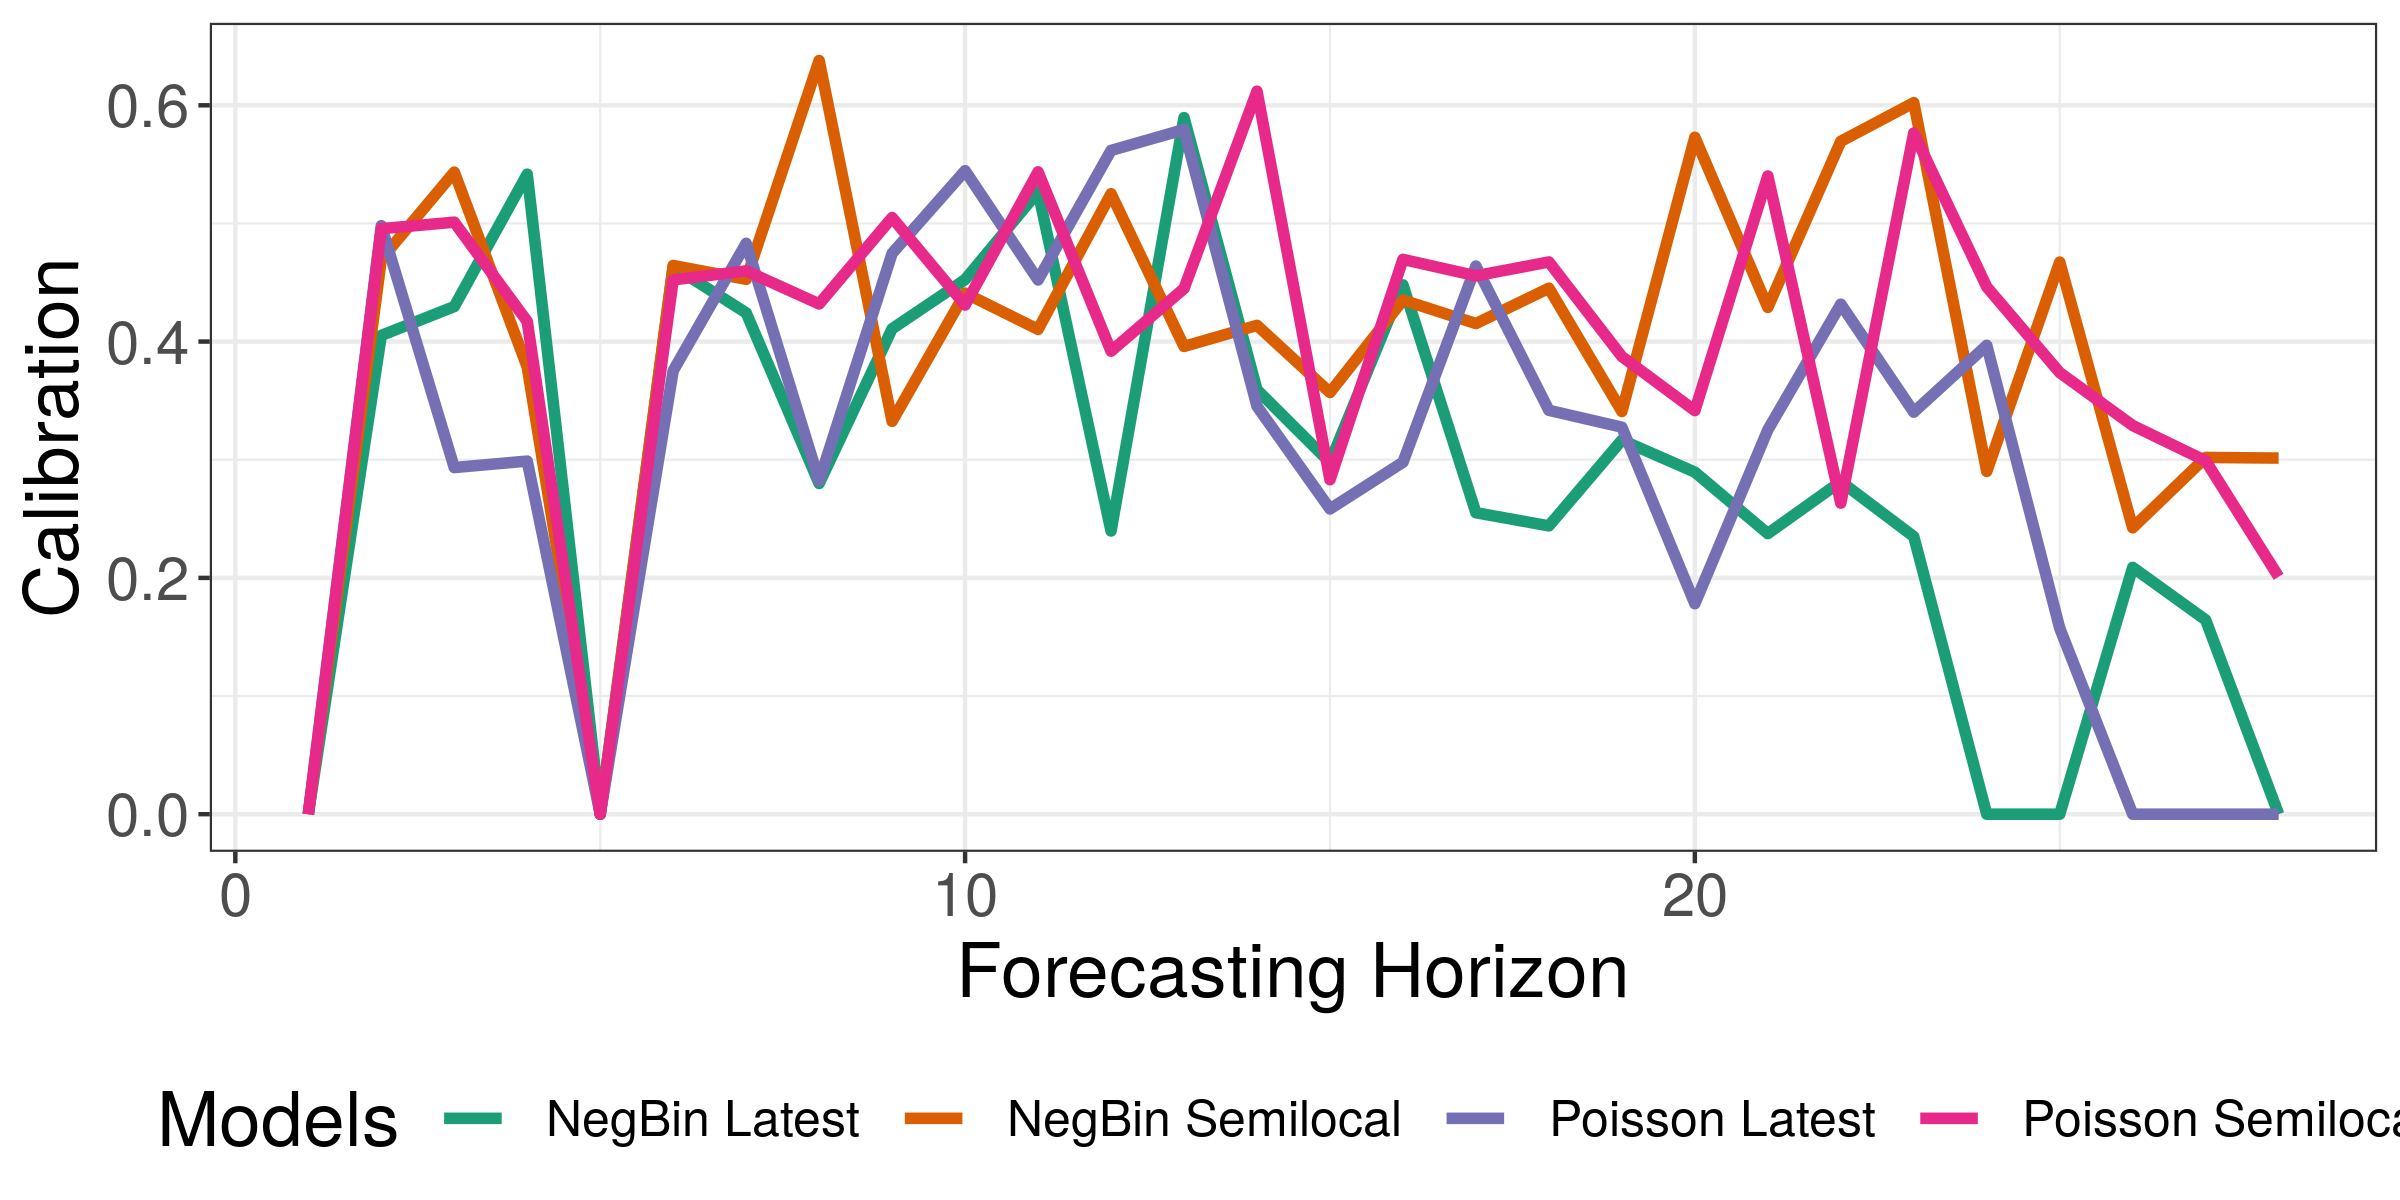 Calibration
0.6
0.4
0.2
0.0
0 10 20
Forecasting Horizon
Models NegBin Latest NegBin Semilocal Poisson Latest Poisson